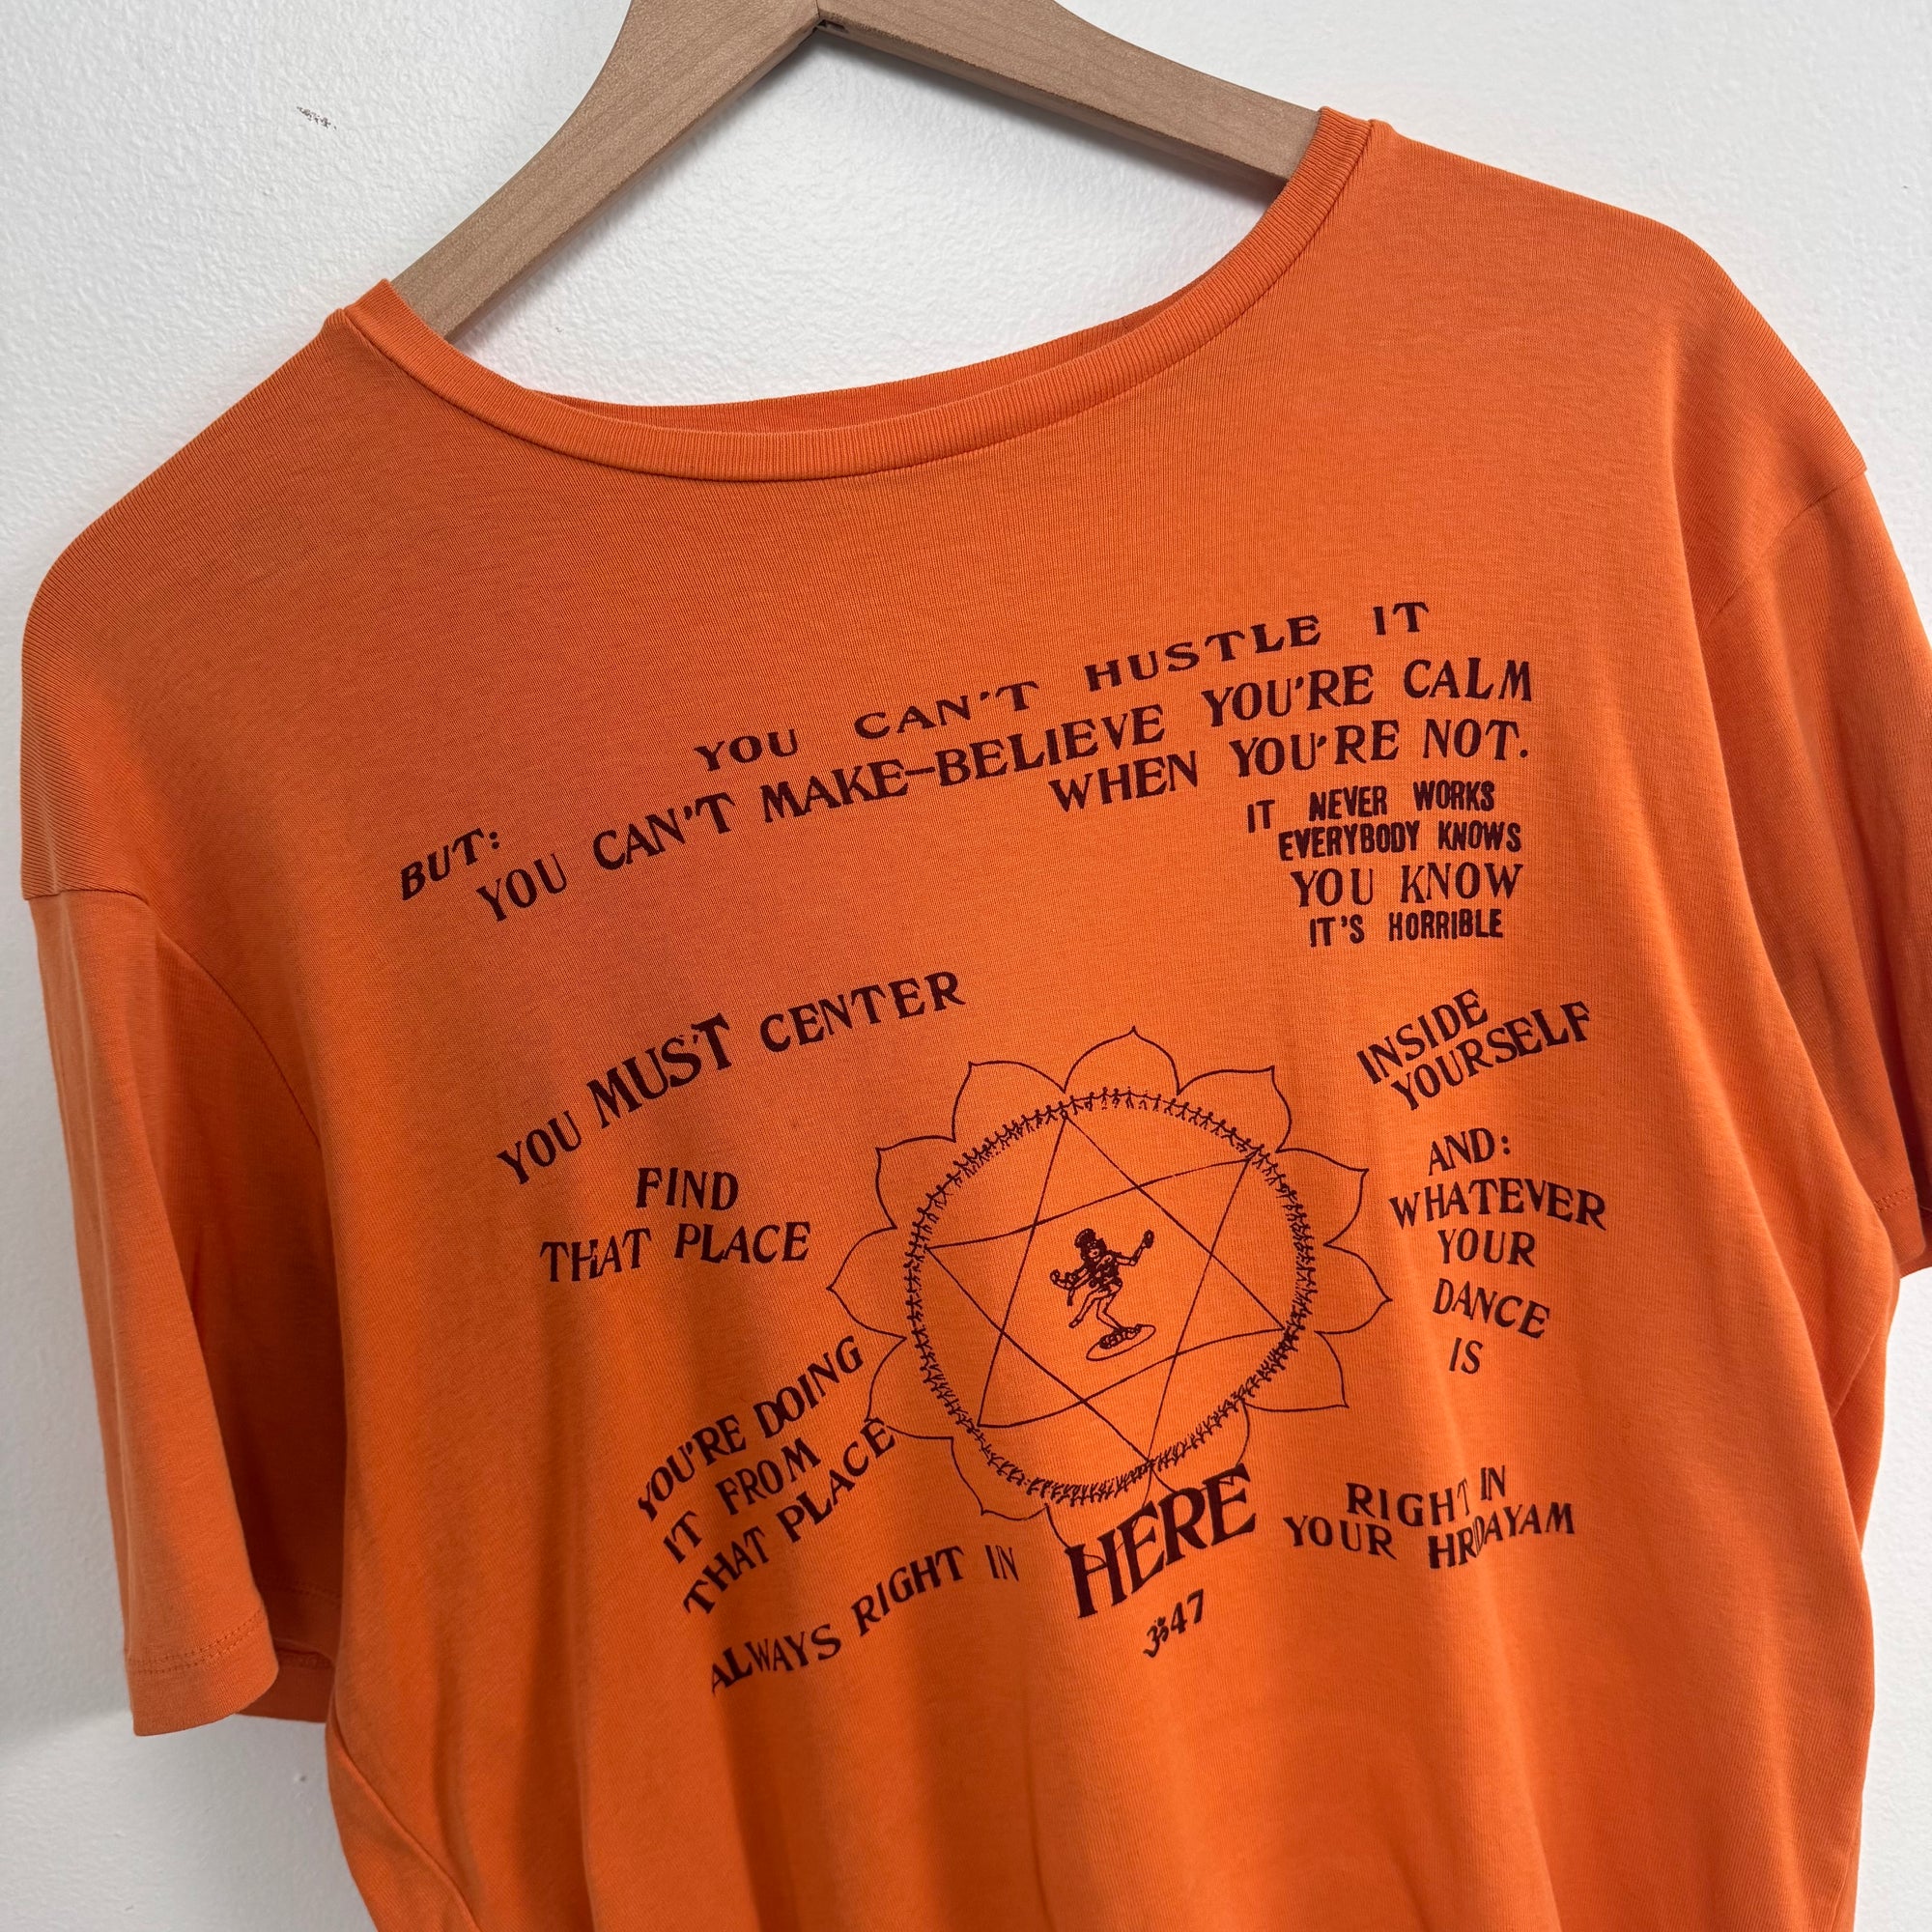 YOU CAN'T HUSTLE IT
BUT:
YOU CAN'T MAKE-BELIEVE YOU'RE CALM
WHEN YOU'RE NOT.
IT NEVER WORKS
EVERYBODY KNOWS
YOU KNOW
IT'S HORRIBLE
YOU MUST CENTER
INSIDE
YOURSELF
FIND
THAT PLACE
AND:
WHATEVER
YOUR
DANCE
IS
YOU'RE DOING
IT FROM
THAT PLACE
ALWAYS RIGHT IN
HERE
RIGHT IN
YOUR HRIDAYAM
ॐ47